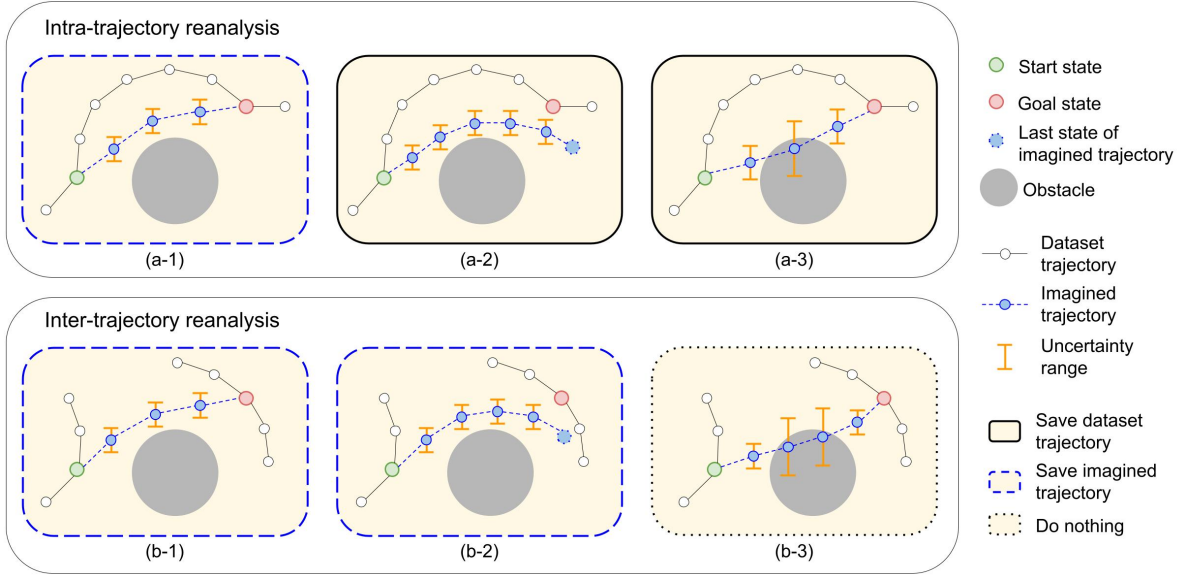 Intra-trajectory reanalysis
(a-1)
(a-2)
(a-3)
Inter-trajectory reanalysis
(b-1)
(b-2)
(b-3)
Start state
Goal state
Last state of
imagined trajectory
Obstacle
Dataset
trajectory
Imagined
trajectory
Uncertainty
range
Save dataset
trajectory
Save imagined
trajectory
Do nothing